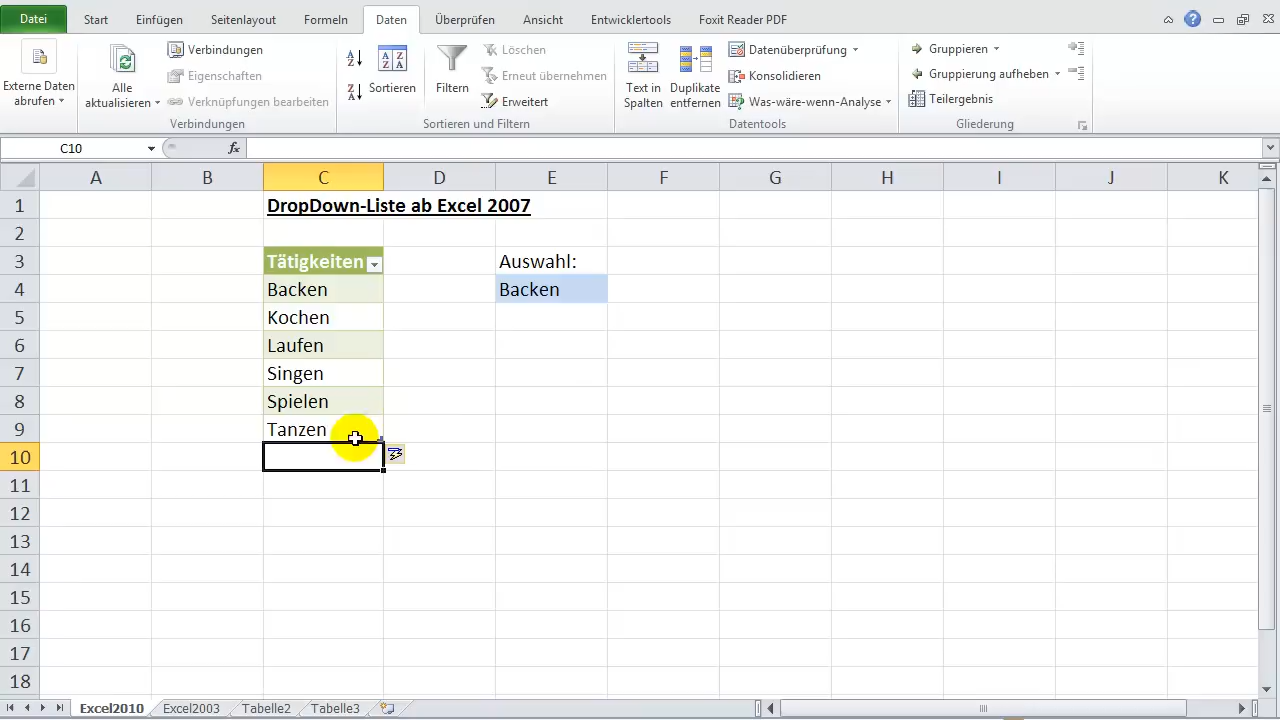 Datei Start Einfügen Seitenlayout Formeln Daten Überprüfen Ansicht Entwicklertools Foxit Reader PDF
Externe Daten abrufen
Alle aktualisieren
Verbindungen
Eigenschaften
Verknüpfungen bearbeiten
Verbindungen
Sortieren
Filtern
Löschen
Erneut übernehmen
Erweitert
Sortieren und Filtern
Text in Spalten
Duplikate entfernen
Datenüberprüfung
Konsolidieren
Was-wäre-wenn-Analyse
Datentools
Gruppieren
Gruppierung aufheben
Teilergebnis
Gliederung
C10 fx
A B C D E F G H I J K
1 DropDown-Liste ab Excel 2007
2
3 Tätigkeiten Auswahl:
4 Backen Backen
5 Kochen
6 Laufen
7 Singen
8 Spielen
9 Tanzen
10
11
12
13
14
15
16
17
18
Excel2010 Excel2003 Tabelle2 Tabelle3